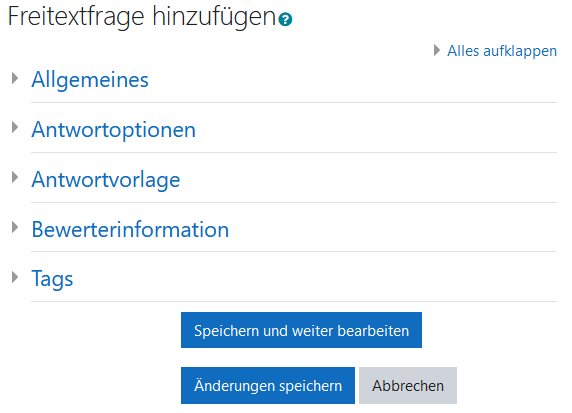 Freitextfrage hinzufügen
Alles aufklappen
Allgemeines
Antwortoptionen
Antwortvorlage
Bewerterinformation
Tags
Speichern und weiter bearbeiten
Änderungen speichern Abbrechen